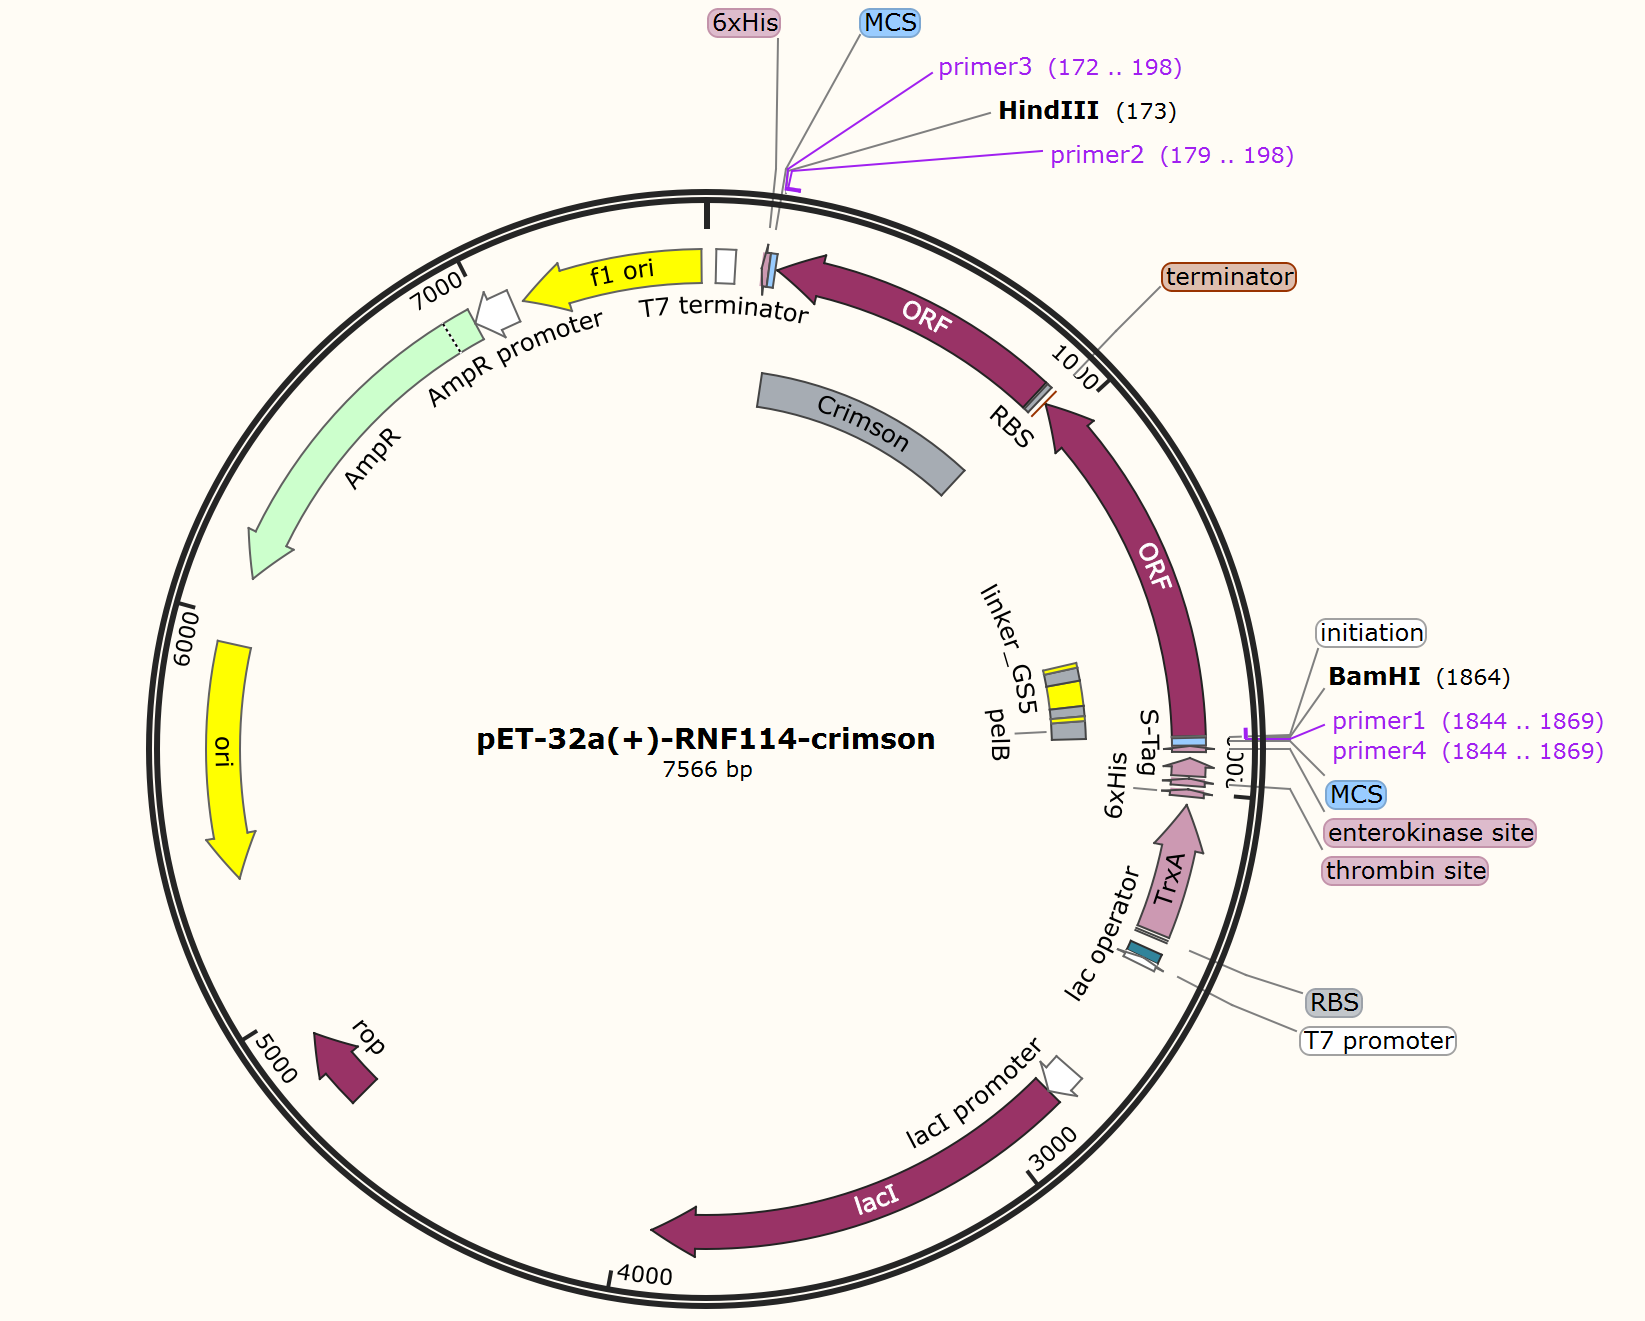 6xHis
MCS
primer3 (172 .. 198)
HindIII (173)
primer2 (179 .. 198)
terminator
1000
7000
f1 ori
T7 terminator
ORF
AmpR promoter
AmpR
Crimson
RBS
ORF
6000
linker_GS5
pelB
S-Tag
6xHis
initiation
BamHI (1864)
primer1 (1844 .. 1869)
primer4 (1844 .. 1869)
MCS
enterokinase site
thrombin site
pET-32a(+)-RNF114-crimson
7566 bp
ori
TrxA
lac operator
RBS
T7 promoter
rop
5000
lacI promoter
3000
lacI
4000